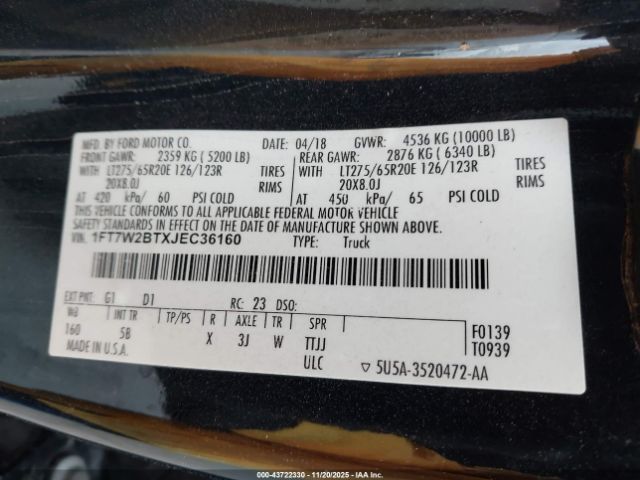 MFD. BY FORD MOTOR CO. DATE: 04/18 GVWR: 4536 KG (10000 LB)
FRONT GAWR: 2359 KG ( 5200 LB) REAR GAWR: 2876 KG ( 6340 LB)
WITH LT275/65R20E 126/123R TIRES WITH LT275/65R20E 126/123R TIRES
20X8.0J RIMS 20X8.0J RIMS
AT 420 kPa/ 60 PSI COLD AT 450 kPa/ 65 PSI COLD
THIS VEHICLE CONFORMS TO ALL APPLICABLE FEDERAL MOTOR VEHICLE
SAFETY STANDARDS IN EFFECT ON THE DATE OF MANUFACTURE SHOWN ABOVE.
VIN: 1FT7W2BTXJEC36160 TYPE: Truck
EXT PNT: G1 D1 RC: 23 DSO:
WB INT TR TP/PS R AXLE TR SPR
160 5B X 3J W TTJJ F0139
MADE IN U.S.A. ULC T0939
▽ 5U5A-3520472-AA
000-43722330 - 11/20/2025 - IAA Inc.